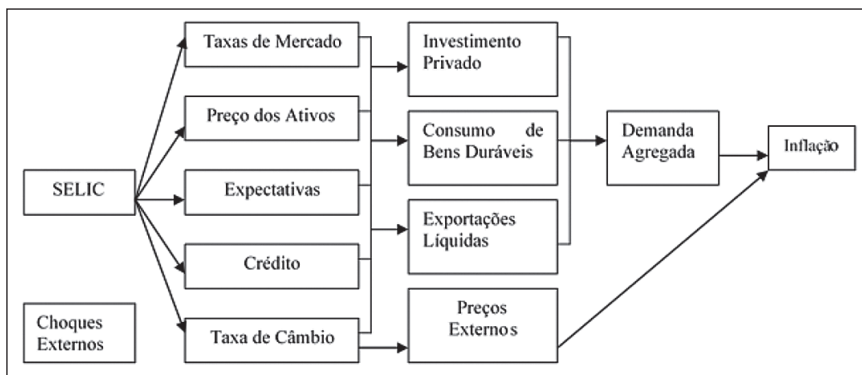 Taxas de Mercado
Preço dos Ativos
Expectativas
Crédito
Taxa de Câmbio
SELIC
Choques
Externos
Investimento
Privado
Consumo de
Bens Duráveis
Exportações
Líquidas
Preços
Externos
Demanda
Agregada
Inflação